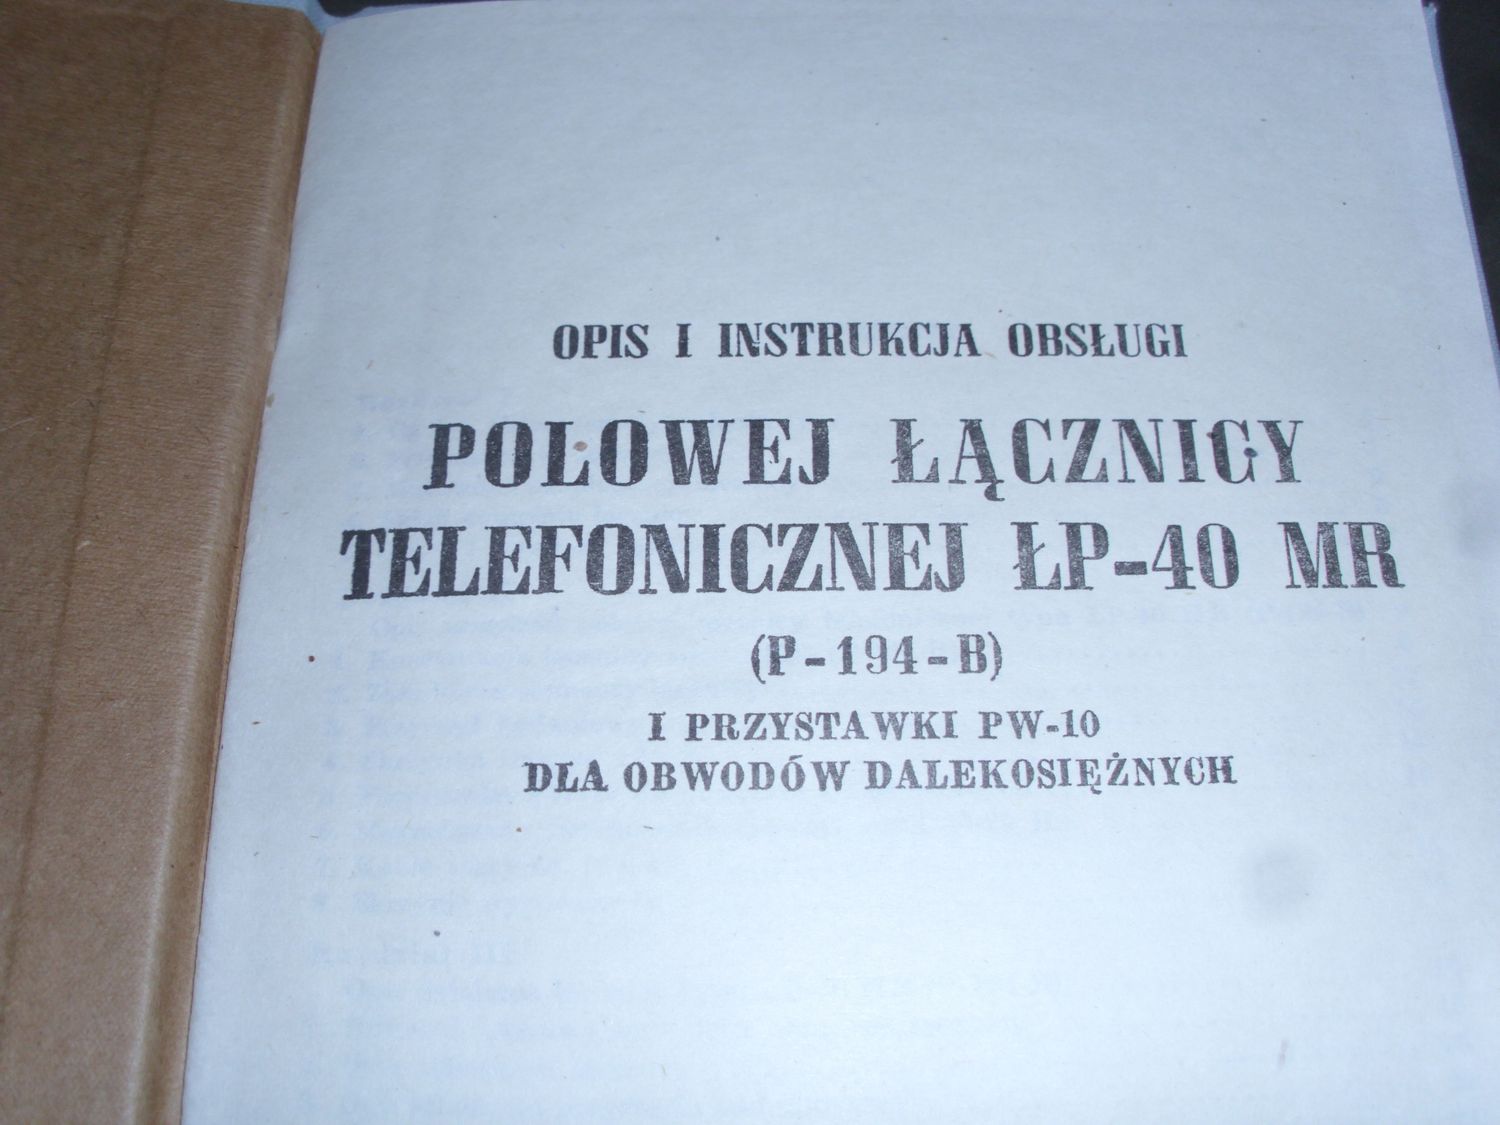 OPIS I INSTRUKCJA OBSŁUGI
POLOWEJ ŁĄCZNICY
TELEFONICZNEJ ŁP-40 MR
(P-194-B)
I PRZYSTAWKI PW-10
DLA OBWODÓW DALEKOSIĘŻNYCH